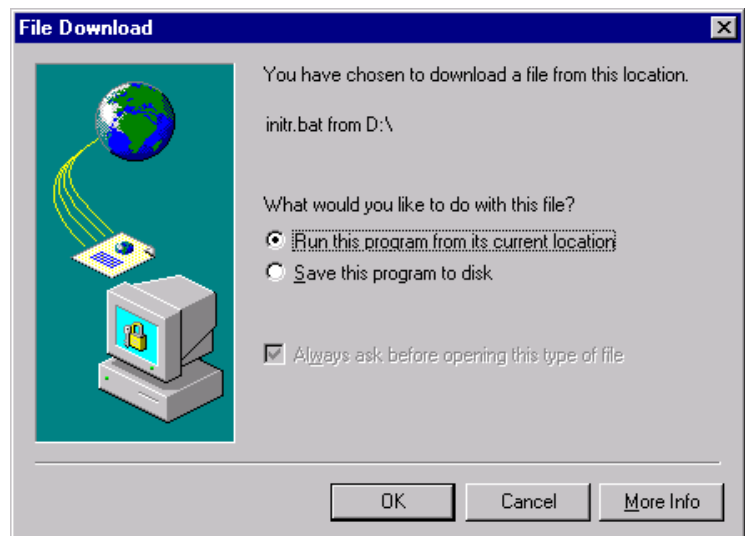 File Download
You have chosen to download a file from this location.
initr.bat from D:\
What would you like to do with this file?
Run this program from its current location
Save this program to disk
Always ask before opening this type of file
OK
Cancel
More Info